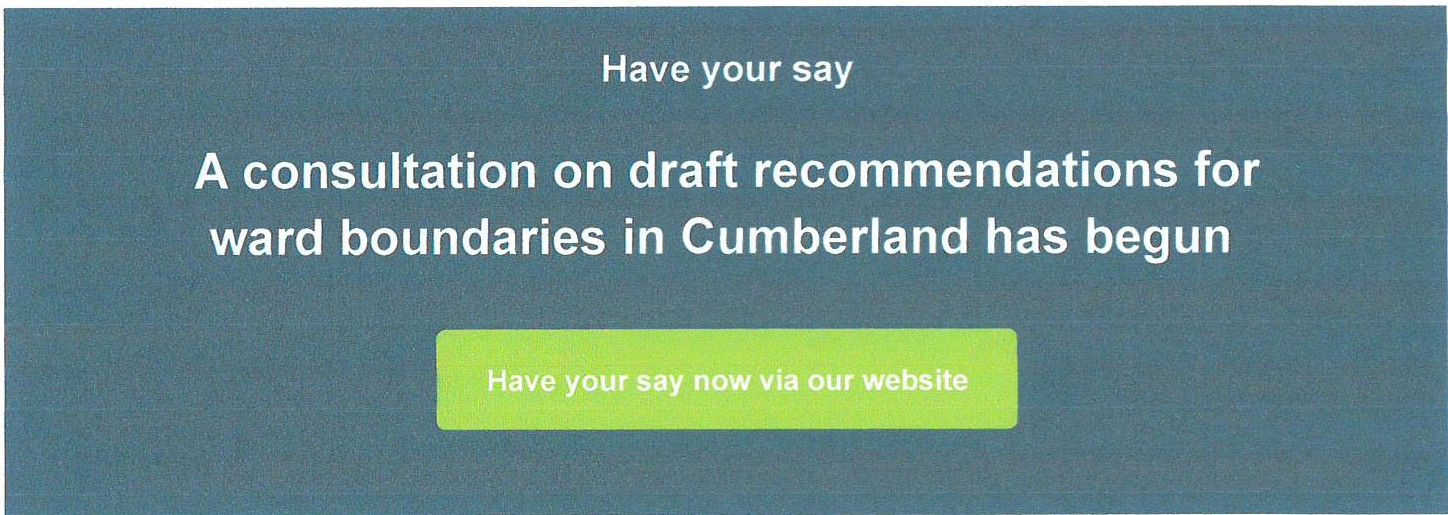 Have your say
A consultation on draft recommendations for
ward boundaries in Cumberland has begun
Have your say now via our website